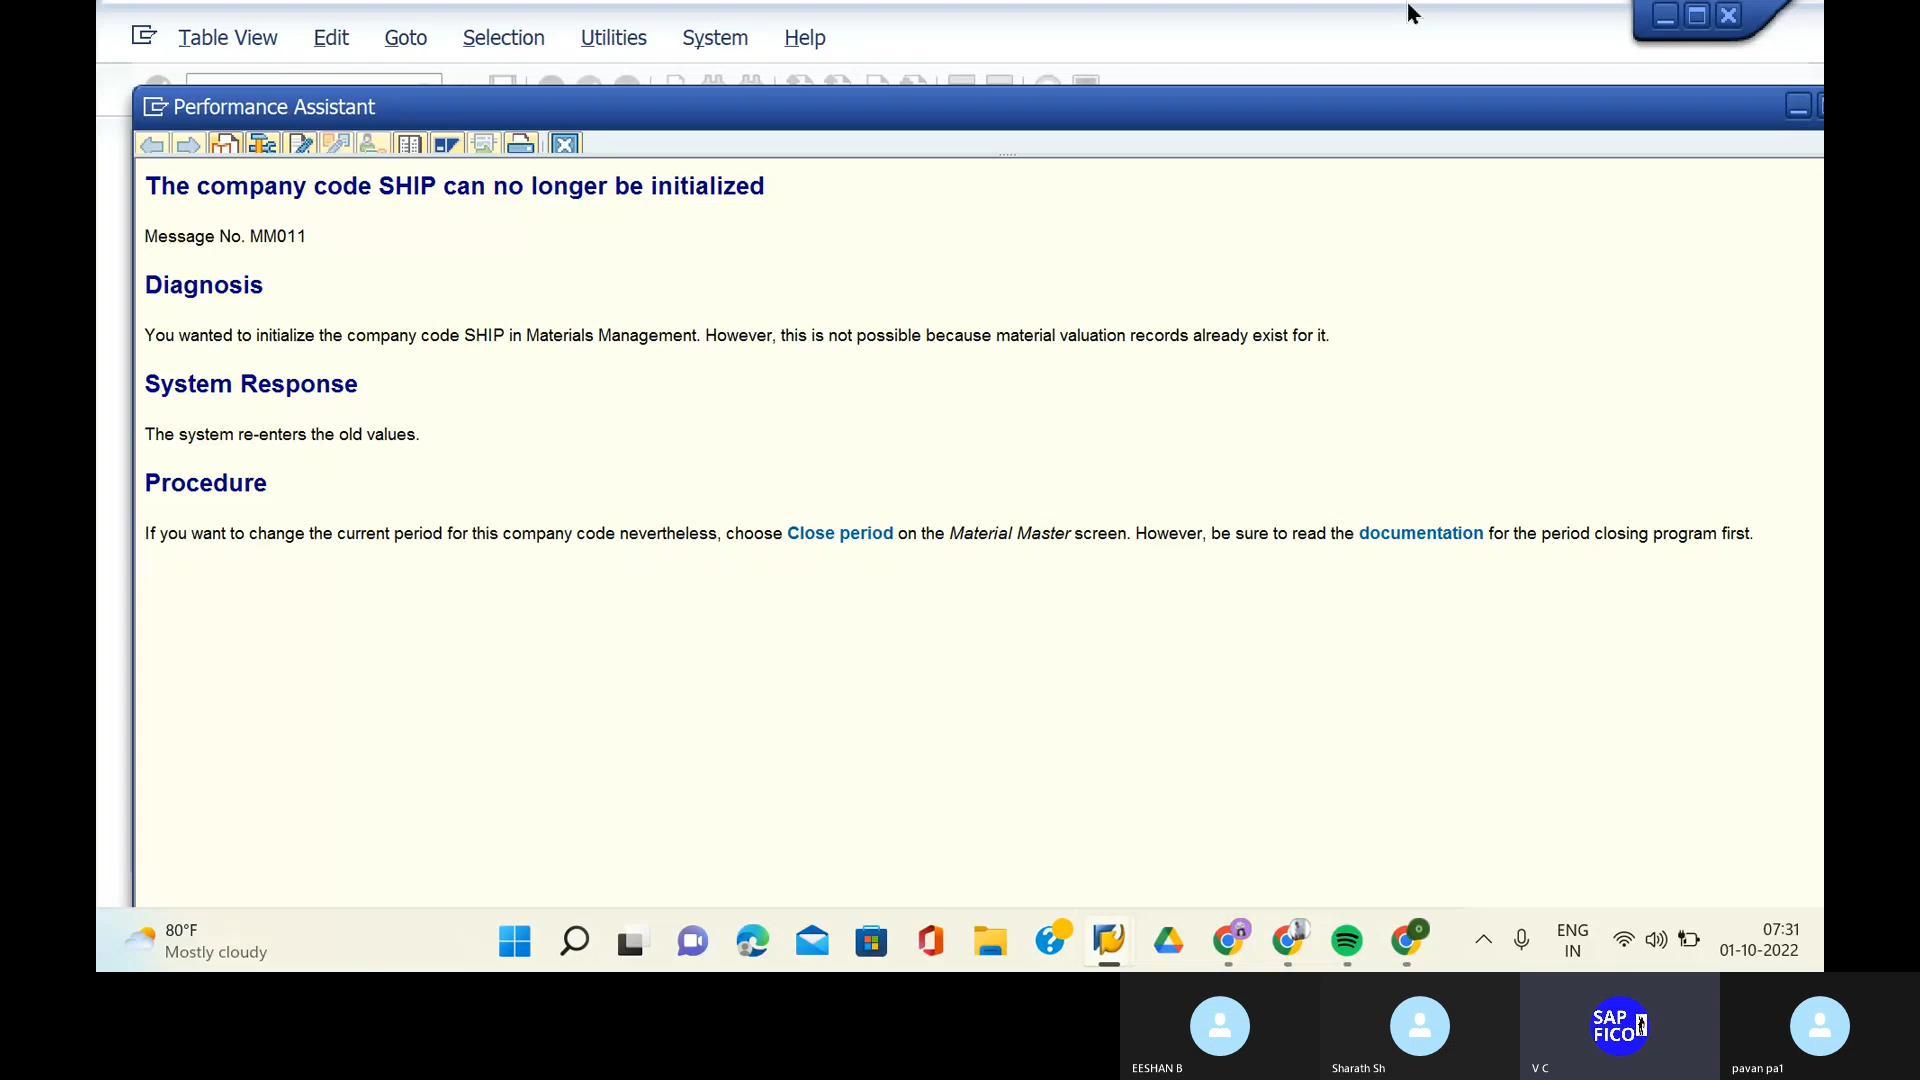 Table View Edit Goto Selection Utilities System Help
Performance Assistant
The company code SHIP can no longer be initialized
Message No. MM011
Diagnosis
You wanted to initialize the company code SHIP in Materials Management. However, this is not possible because material valuation records already exist for it.
System Response
The system re-enters the old values.
Procedure
If you want to change the current period for this company code nevertheless, choose Close period on the Material Master screen. However, be sure to read the documentation for the period closing program first.
80°F
Mostly cloudy
ENG
IN
07:31
01-10-2022
SAP
FICO
EESHAN B
Sharath Sh
V C
pavan pa1